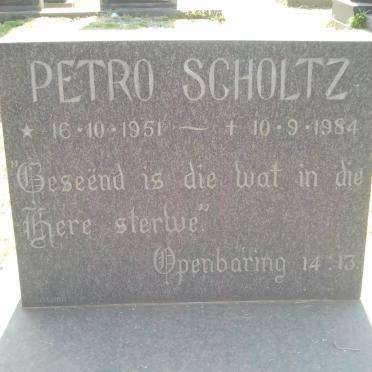 PETRO SCHOLTZ
★ 16·10·1951 ~ ✝ 10·9·1984
"Geseënd is die wat in die
Here sterwe."
Openbaring 14:13